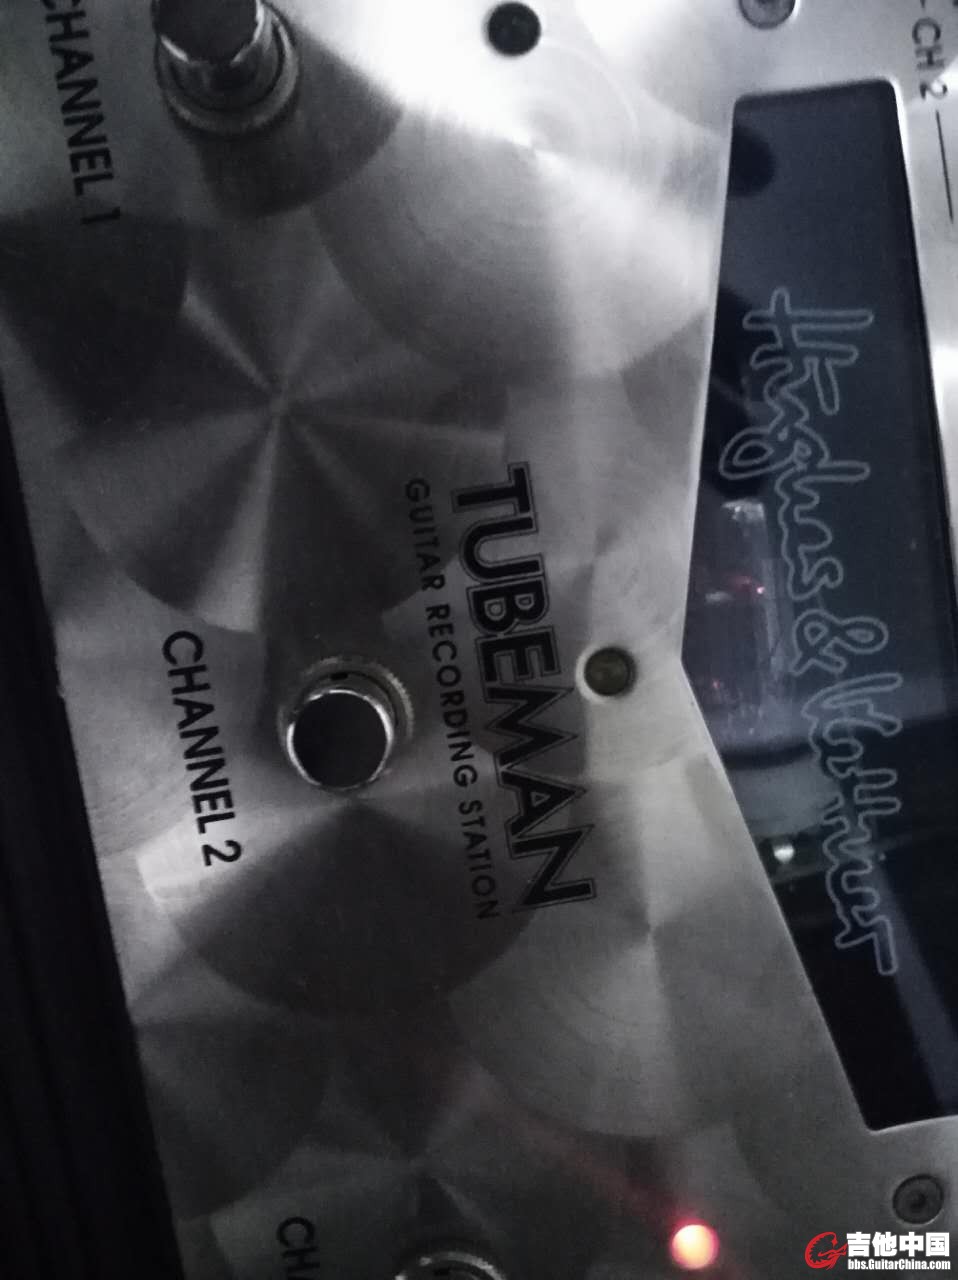 CH 2
Hughes & Kettner
TUBEMAN
GUITAR RECORDING STATION
CHANNEL 1
CHANNEL 2
CHA
吉他中国
bbs.GuitarChina.com